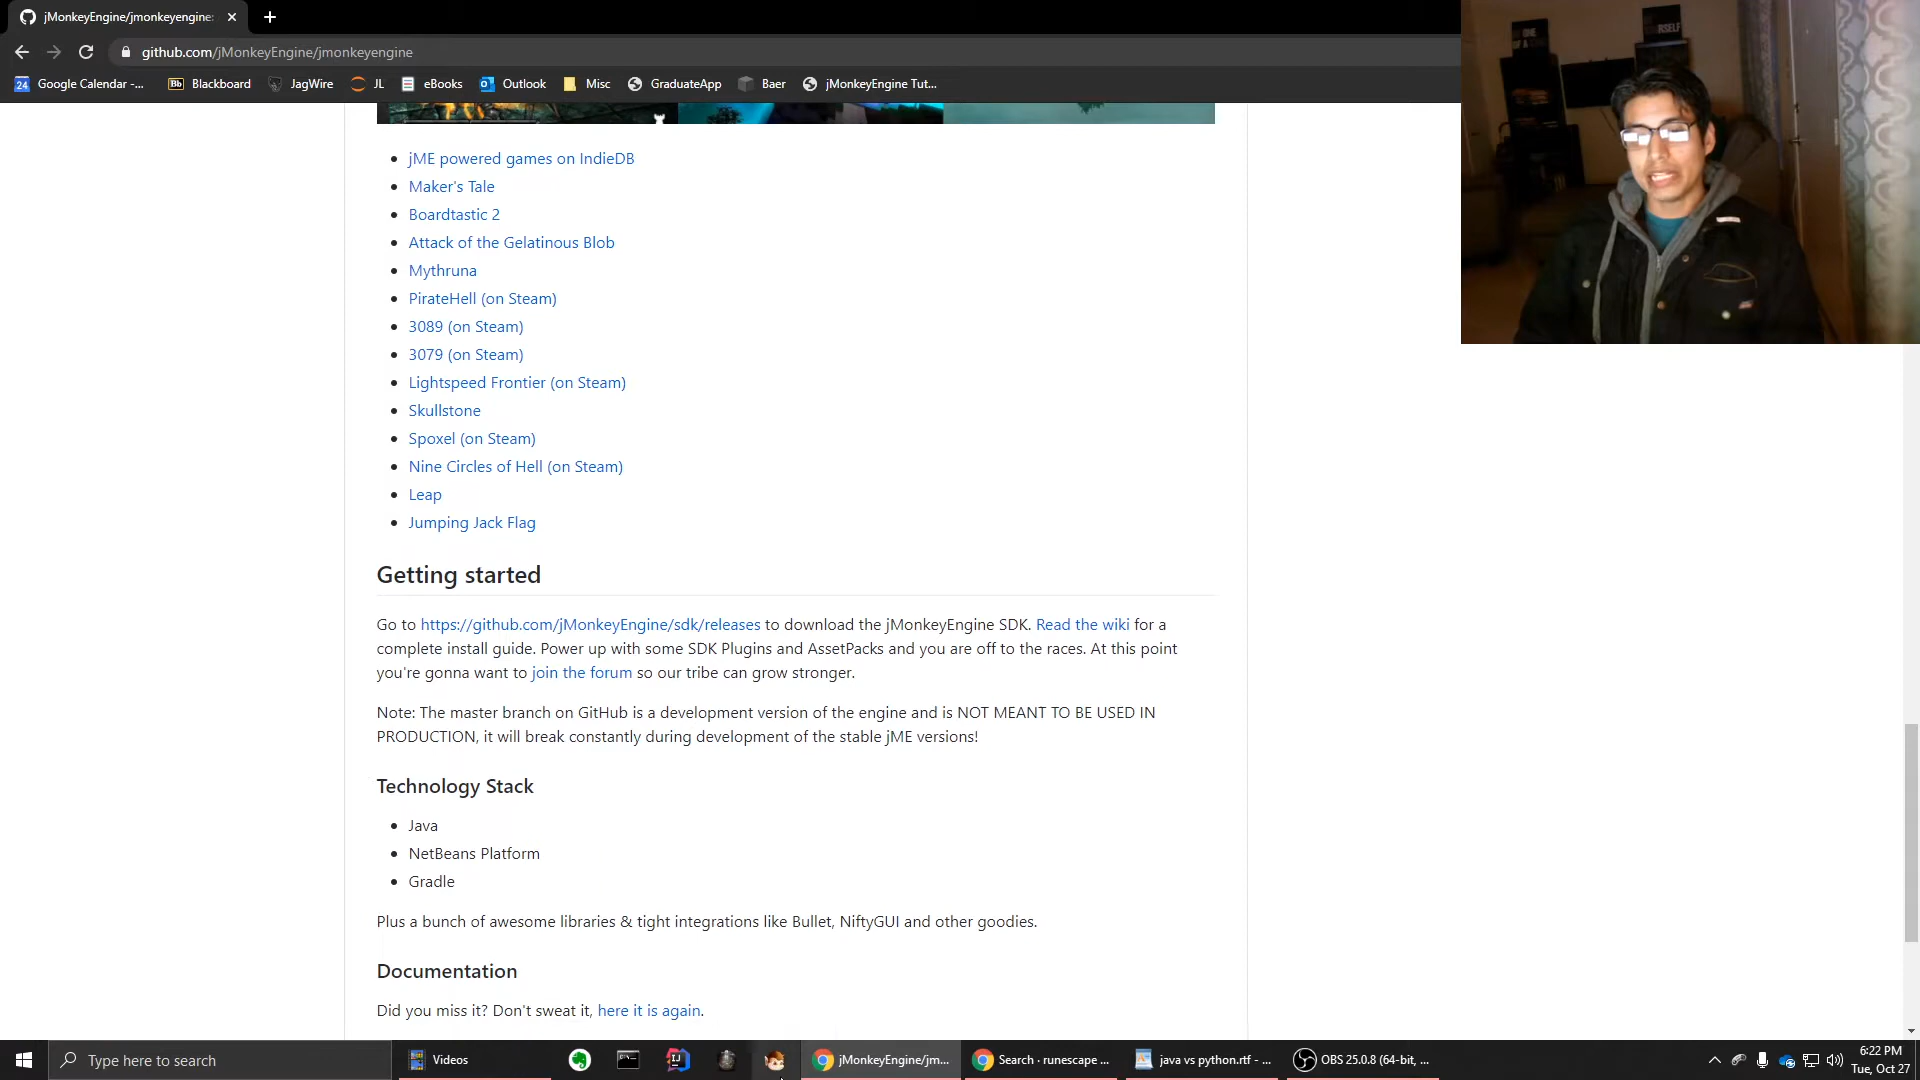 jMonkeyEngine/jmonkeyengine:
github.com/jMonkeyEngine/jmonkeyengine
24 Google Calendar -... Bb Blackboard JagWire JL eBooks Outlook Misc GraduateApp Baer jMonkeyEngine Tut...
jME powered games on IndieDB
Maker's Tale
Boardtastic 2
Attack of the Gelatinous Blob
Mythruna
PirateHell (on Steam)
3089 (on Steam)
3079 (on Steam)
Lightspeed Frontier (on Steam)
Skullstone
Spoxel (on Steam)
Nine Circles of Hell (on Steam)
Leap
Jumping Jack Flag
Getting started
Go to https://github.com/jMonkeyEngine/sdk/releases to download the jMonkeyEngine SDK. Read the wiki for a
complete install guide. Power up with some SDK Plugins and AssetPacks and you are off to the races. At this point
you're gonna want to join the forum so our tribe can grow stronger.
Note: The master branch on GitHub is a development version of the engine and is NOT MEANT TO BE USED IN
PRODUCTION, it will break constantly during development of the stable jME versions!
Technology Stack
Java
NetBeans Platform
Gradle
Plus a bunch of awesome libraries & tight integrations like Bullet, NiftyGUI and other goodies.
Documentation
Did you miss it? Don't sweat it, here it is again.
Type here to search Videos IJ jMonkeyEngine/jm... Search · runescape ... java vs python.rtf - ... OBS 25.0.8 (64-bit, ...
6:22 PM
Tue, Oct 27